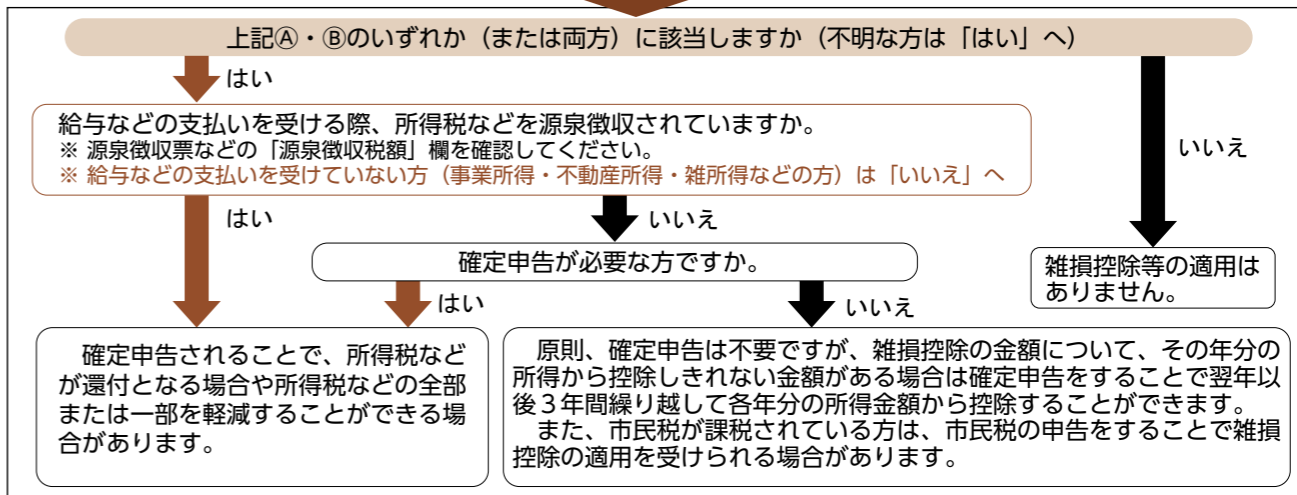 上記Ⓐ・Ⓑのいずれか（または両方）に該当しますか（不明な方は「はい」へ）
はい
いいえ
給与などの支払いを受ける際、所得税などを源泉徴収されていますか。
※ 源泉徴収票などの「源泉徴収税額」欄を確認してください。
※ 給与などの支払いを受けていない方（事業所得・不動産所得・雑所得などの方）は「いいえ」へ
はい
いいえ
確定申告が必要な方ですか。
はい
いいえ
雑損控除等の適用は
ありません。
確定申告されることで、所得税など
が還付となる場合や所得税などの全部
または一部を軽減することができる場
合があります。
原則、確定申告は不要ですが、雑損控除の金額について、その年分の
所得から控除しきれない金額がある場合は確定申告をすることで翌年以
後３年間繰り越して各年分の所得金額から控除することができます。
また、市民税が課税されている方は、市民税の申告をすることで雑損
控除の適用を受けられる場合があります。